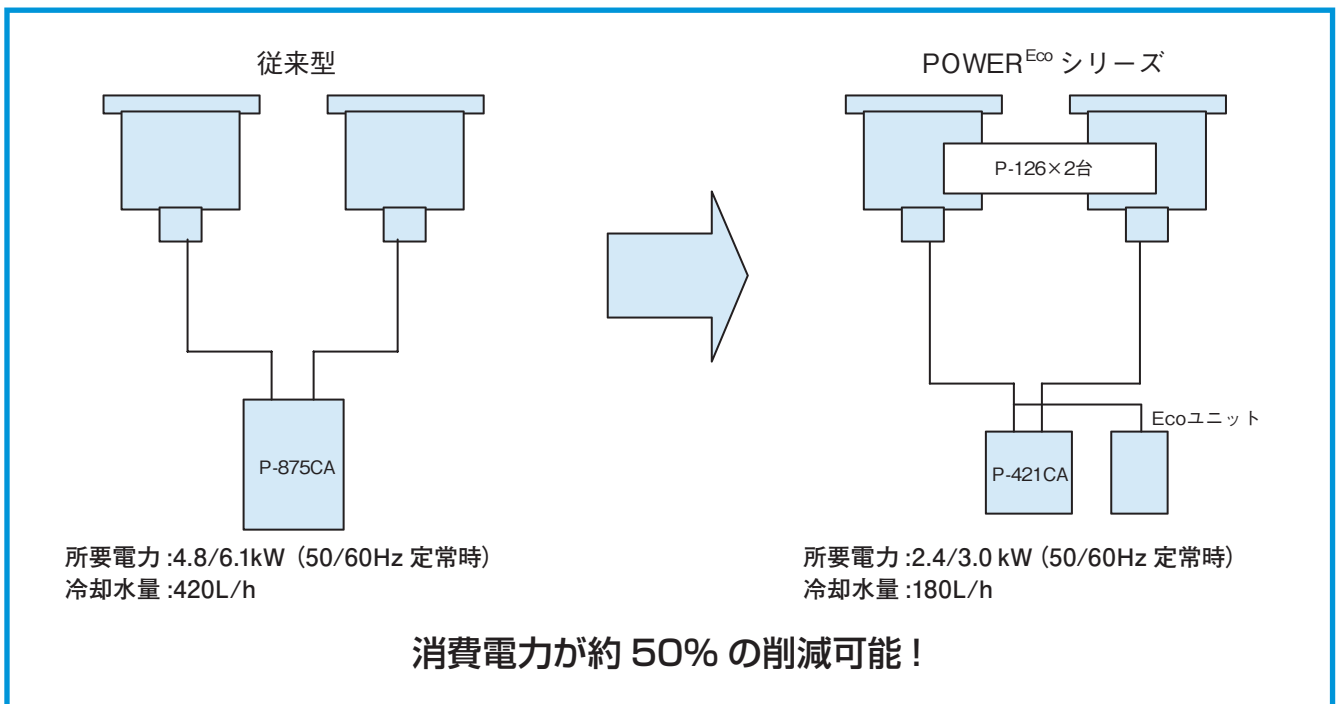 従来型
P-875CA
所要電力 :4.8/6.1kW（50/60Hz 定常時）
冷却水量 :420L/h
POWER^Eco シリーズ
P-126×2台
Ecoユニット
P-421CA
所要電力 :2.4/3.0 kW（50/60Hz 定常時）
冷却水量 :180L/h
消費電力が約 50% の削減可能！